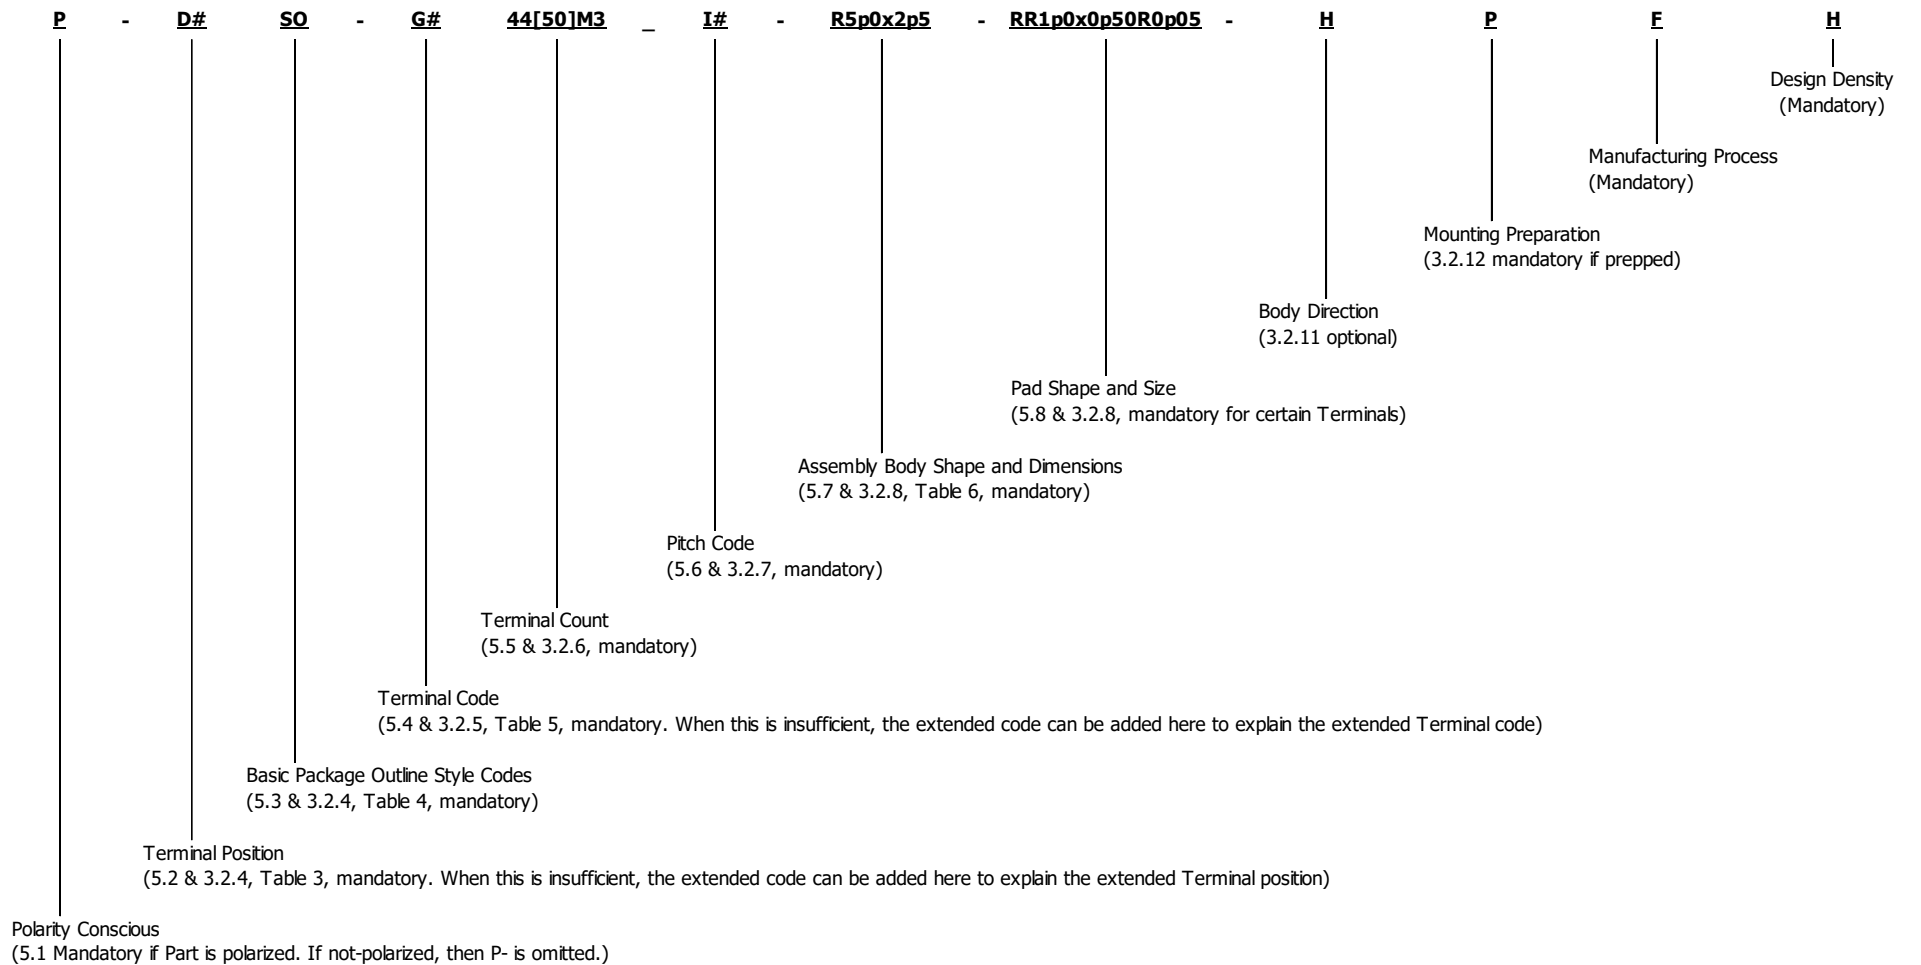 P - D# SO - G# 44[50]M3 _ I# - R5p0x2p5 - RR1p0x0p50R0p05 - H P F H
Design Density
(Mandatory)
Manufacturing Process
(Mandatory)
Mounting Preparation
(3.2.12 mandatory if prepped)
Body Direction
(3.2.11 optional)
Pad Shape and Size
(5.8 & 3.2.8, mandatory for certain Terminals)
Assembly Body Shape and Dimensions
(5.7 & 3.2.8, Table 6, mandatory)
Pitch Code
(5.6 & 3.2.7, mandatory)
Terminal Count
(5.5 & 3.2.6, mandatory)
Terminal Code
(5.4 & 3.2.5, Table 5, mandatory. When this is insufficient, the extended code can be added here to explain the extended Terminal code)
Basic Package Outline Style Codes
(5.3 & 3.2.4, Table 4, mandatory)
Terminal Position
(5.2 & 3.2.4, Table 3, mandatory. When this is insufficient, the extended code can be added here to explain the extended Terminal position)
Polarity Conscious
(5.1 Mandatory if Part is polarized. If not-polarized, then P- is omitted.)